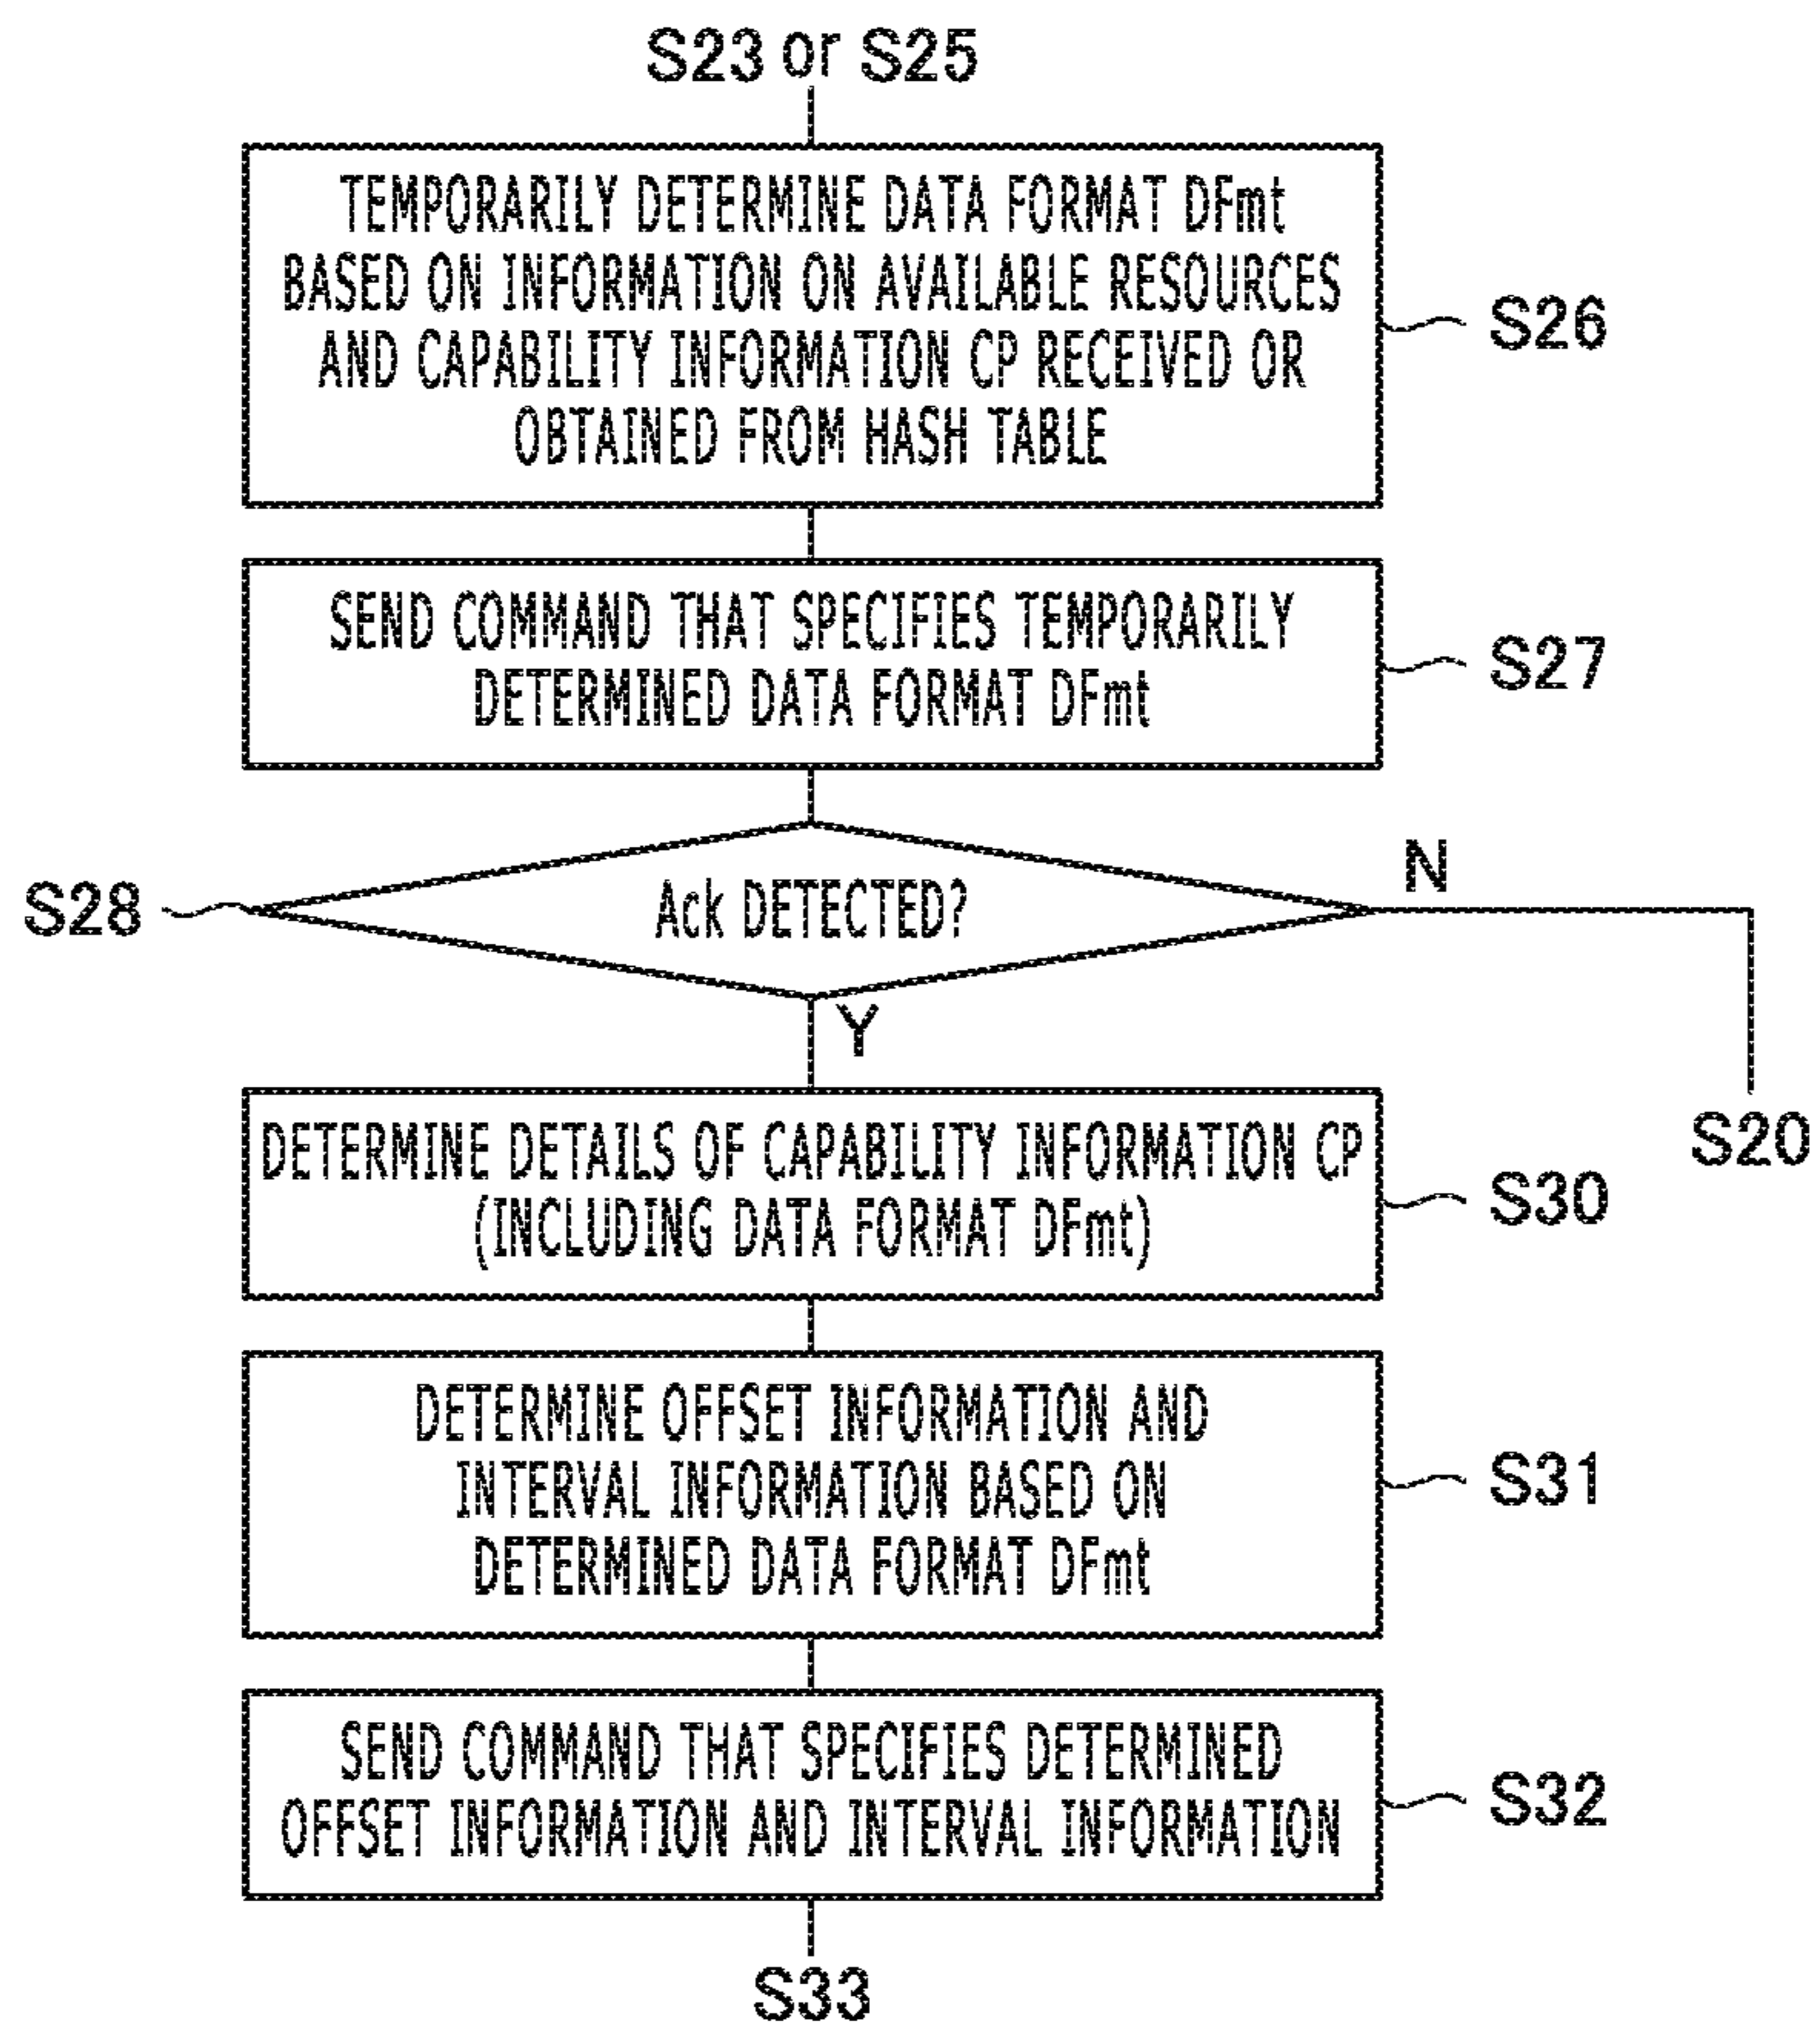 S23 or S25
TEMPORARILY DETERMINE DATA FORMAT DFmt
BASED ON INFORMATION ON AVAILABLE RESOURCES
AND CAPABILITY INFORMATION CP RECEIVED OR
OBTAINED FROM HASH TABLE
S26
SEND COMMAND THAT SPECIFIES TEMPORARILY
DETERMINED DATA FORMAT DFmt
S27
S28
Ack DETECTED?
N
Y
S20
DETERMINE DETAILS OF CAPABILITY INFORMATION CP
(INCLUDING DATA FORMAT DFmt)
S30
DETERMINE OFFSET INFORMATION AND
INTERVAL INFORMATION BASED ON
DETERMINED DATA FORMAT DFmt
S31
SEND COMMAND THAT SPECIFIES DETERMINED
OFFSET INFORMATION AND INTERVAL INFORMATION
S32
S33